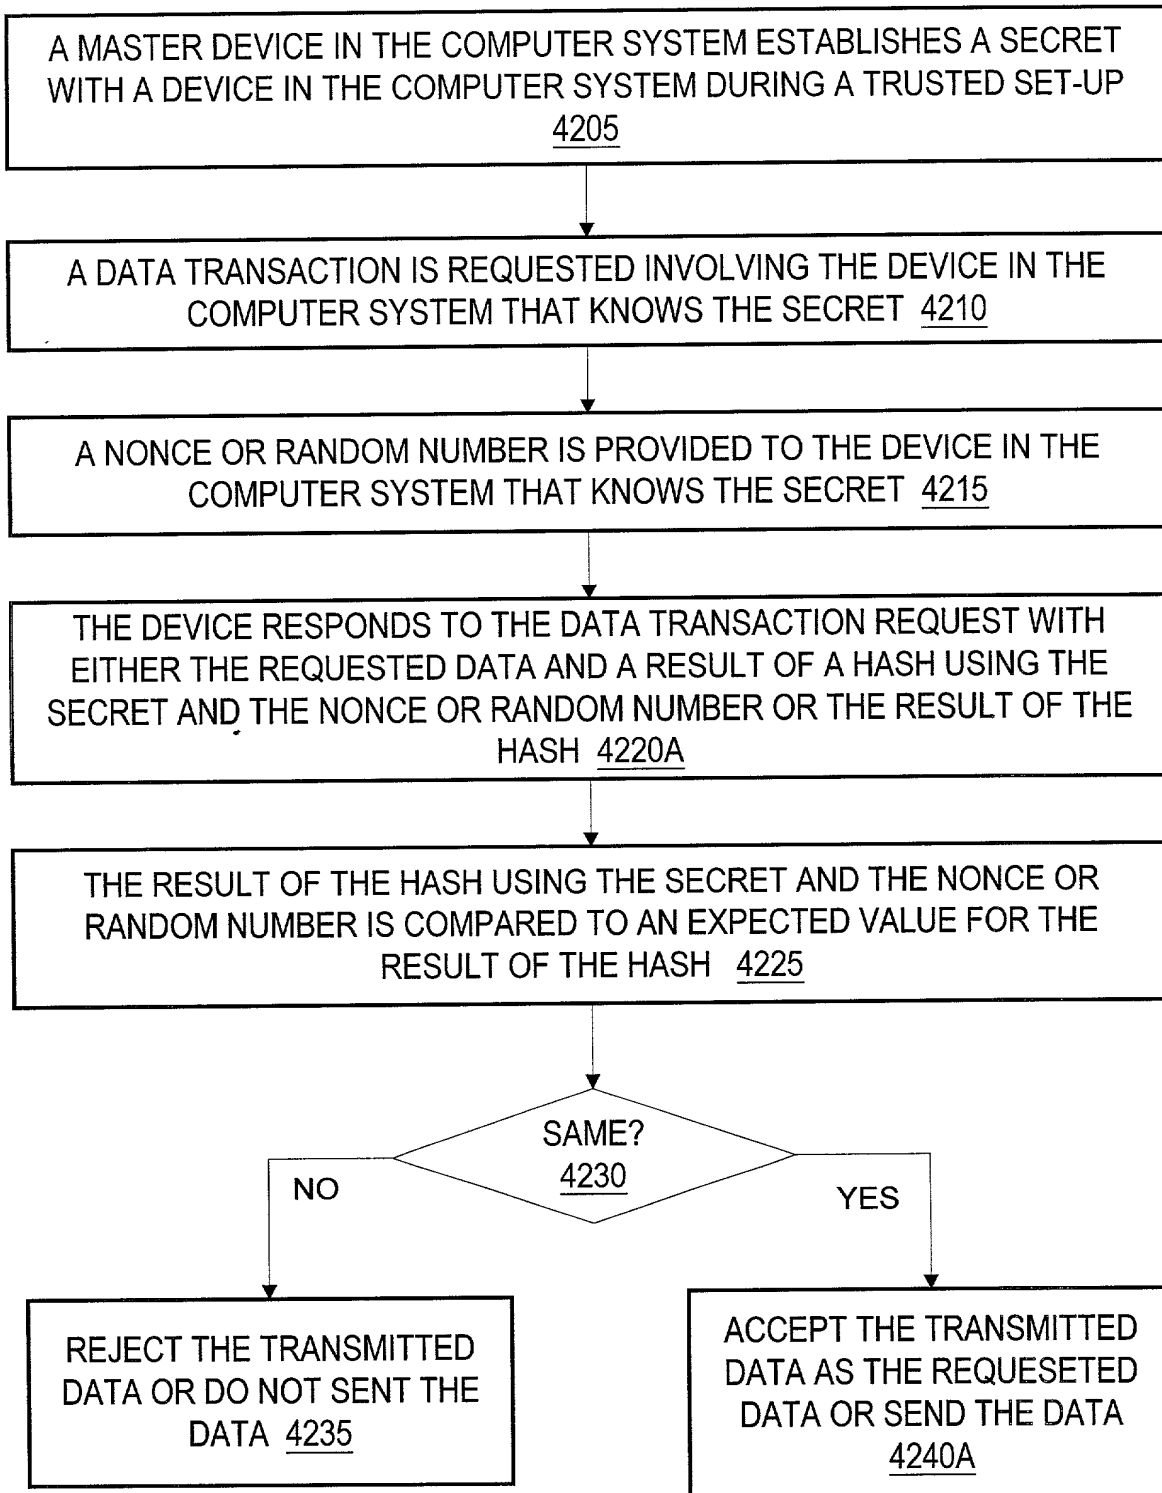 A MASTER DEVICE IN THE COMPUTER SYSTEM ESTABLISHES A SECRET
WITH A DEVICE IN THE COMPUTER SYSTEM DURING A TRUSTED SET-UP
4205
A DATA TRANSACTION IS REQUESTED INVOLVING THE DEVICE IN THE
COMPUTER SYSTEM THAT KNOWS THE SECRET 4210
A NONCE OR RANDOM NUMBER IS PROVIDED TO THE DEVICE IN THE
COMPUTER SYSTEM THAT KNOWS THE SECRET 4215
THE DEVICE RESPONDS TO THE DATA TRANSACTION REQUEST WITH
EITHER THE REQUESTED DATA AND A RESULT OF A HASH USING THE
SECRET AND THE NONCE OR RANDOM NUMBER OR THE RESULT OF THE
HASH 4220A
THE RESULT OF THE HASH USING THE SECRET AND THE NONCE OR
RANDOM NUMBER IS COMPARED TO AN EXPECTED VALUE FOR THE
RESULT OF THE HASH 4225
SAME?
4230
NO
YES
REJECT THE TRANSMITTED
DATA OR DO NOT SENT THE
DATA 4235
ACCEPT THE TRANSMITTED
DATA AS THE REQUESETED
DATA OR SEND THE DATA
4240A